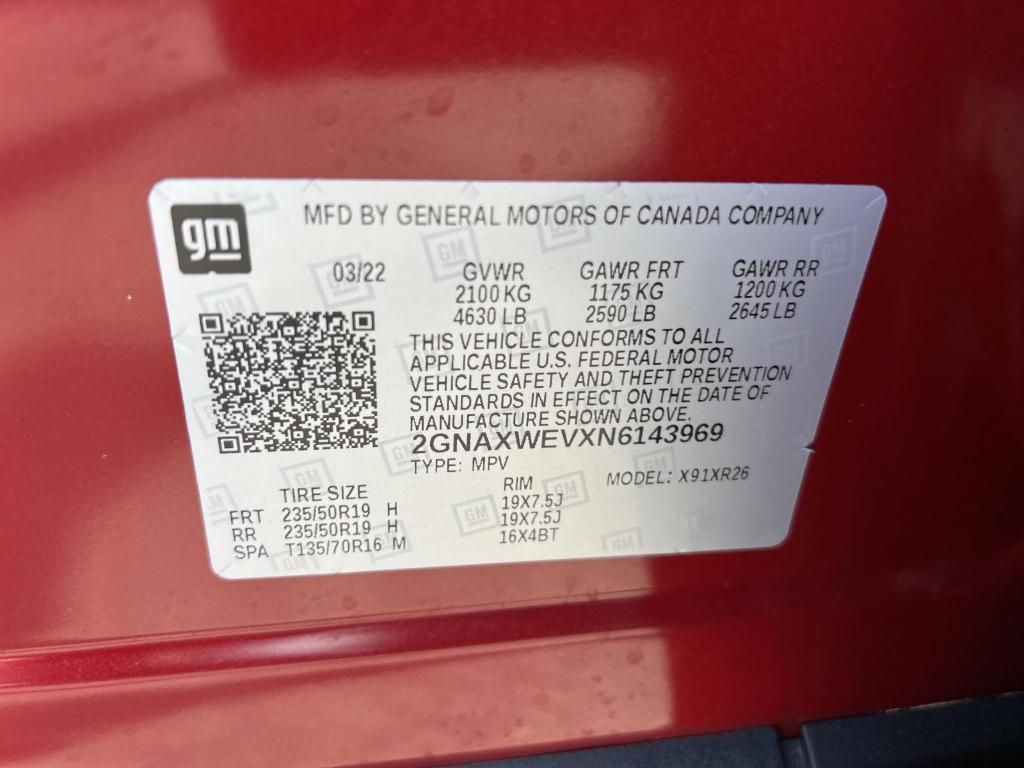 gm
MFD BY GENERAL MOTORS OF CANADA COMPANY
03/22 GVWR GAWR FRT GAWR RR
2100 KG 1175 KG 1200 KG
4630 LB 2590 LB 2645 LB
THIS VEHICLE CONFORMS TO ALL
APPLICABLE U.S. FEDERAL MOTOR
VEHICLE SAFETY AND THEFT PREVENTION
STANDARDS IN EFFECT ON THE DATE OF
MANUFACTURE SHOWN ABOVE.
2GNAXWEVXN6143969
TYPE: MPV MODEL: X91XR26
TIRE SIZE RIM
FRT 235/50R19 H 19X7.5J
RR 235/50R19 H 19X7.5J
SPA T135/70R16 M 16X4BT